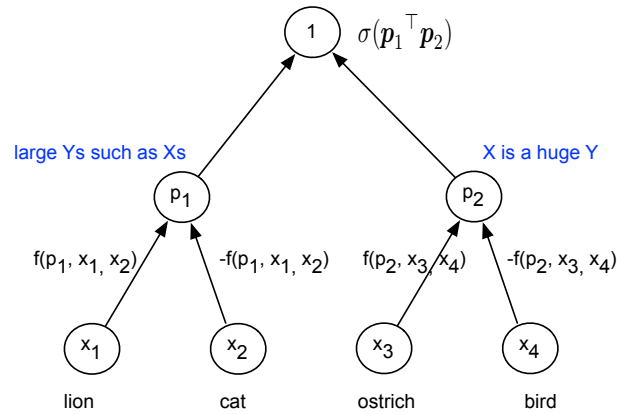 1 σ(p₁ᵀp₂)
large Ys such as Xs X is a huge Y
p₁ p₂
f(p₁, x₁, x₂) -f(p₁, x₁, x₂) f(p₂, x₃, x₄) -f(p₂, x₃, x₄)
x₁ x₂ x₃ x₄
lion cat ostrich bird